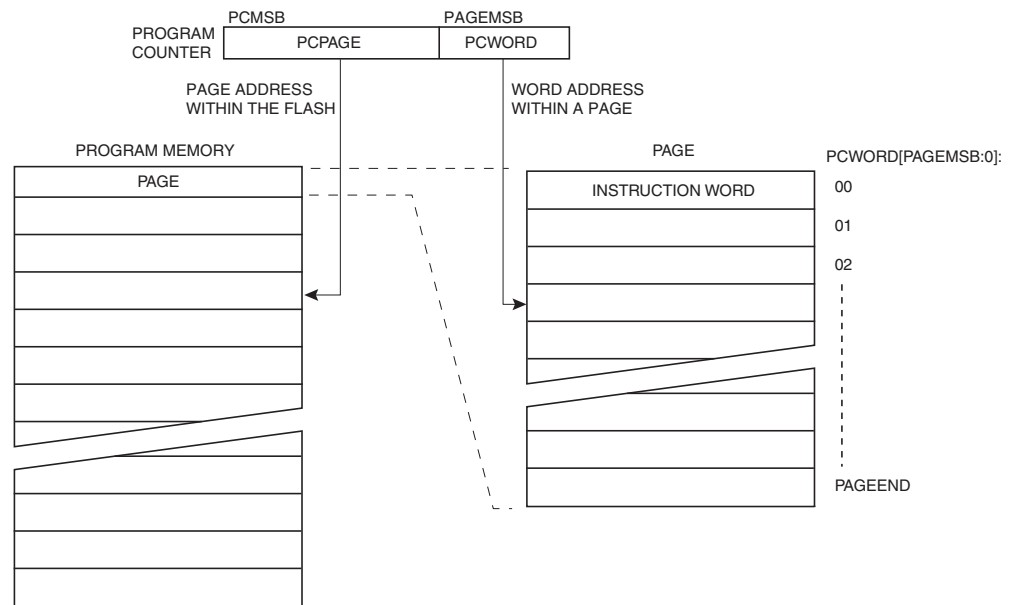 PCMSB PAGEMSB
PROGRAM
COUNTER
PCPAGE PCWORD
PAGE ADDRESS
WITHIN THE FLASH
WORD ADDRESS
WITHIN A PAGE
PROGRAM MEMORY
PAGE
PAGE
INSTRUCTION WORD
PCWORD[PAGEMSB:0]:
00
01
02
PAGEEND